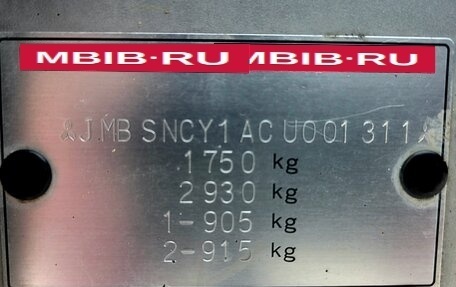 MBIB·RU MBIB·RU
&JMBSNCY1ACU001311&
1750 kg
2930 kg
1-905 kg
2-915 kg